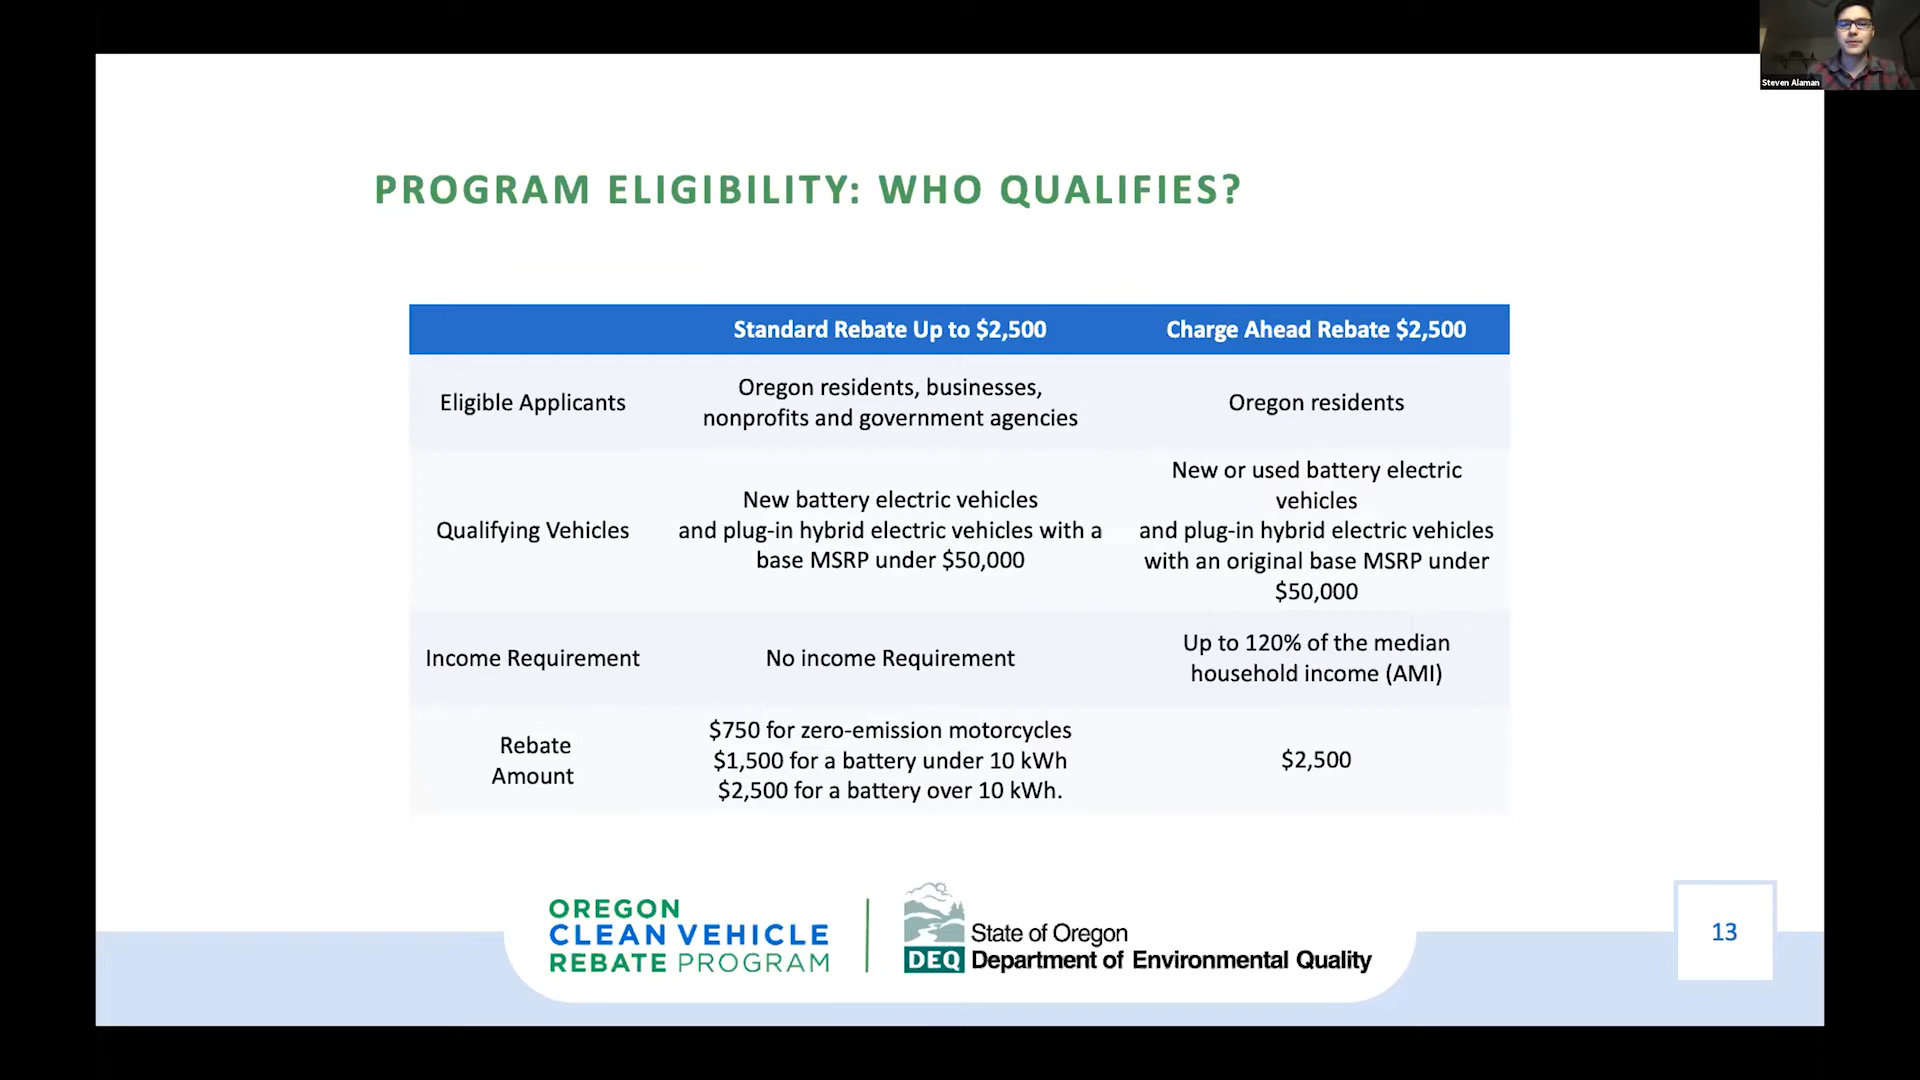 Steven Alaman
PROGRAM ELIGIBILITY: WHO QUALIFIES?
Standard Rebate Up to $2,500
Charge Ahead Rebate $2,500
Eligible Applicants
Oregon residents, businesses,
nonprofits and government agencies
Oregon residents
Qualifying Vehicles
New battery electric vehicles
and plug-in hybrid electric vehicles with a
base MSRP under $50,000
New or used battery electric
vehicles
and plug-in hybrid electric vehicles
with an original base MSRP under
$50,000
Income Requirement
No income Requirement
Up to 120% of the median
household income (AMI)
Rebate
Amount
$750 for zero-emission motorcycles
$1,500 for a battery under 10 kWh
$2,500 for a battery over 10 kWh.
$2,500
OREGON
CLEAN VEHICLE
REBATE PROGRAM
DEQ
State of Oregon
Department of Environmental Quality
13